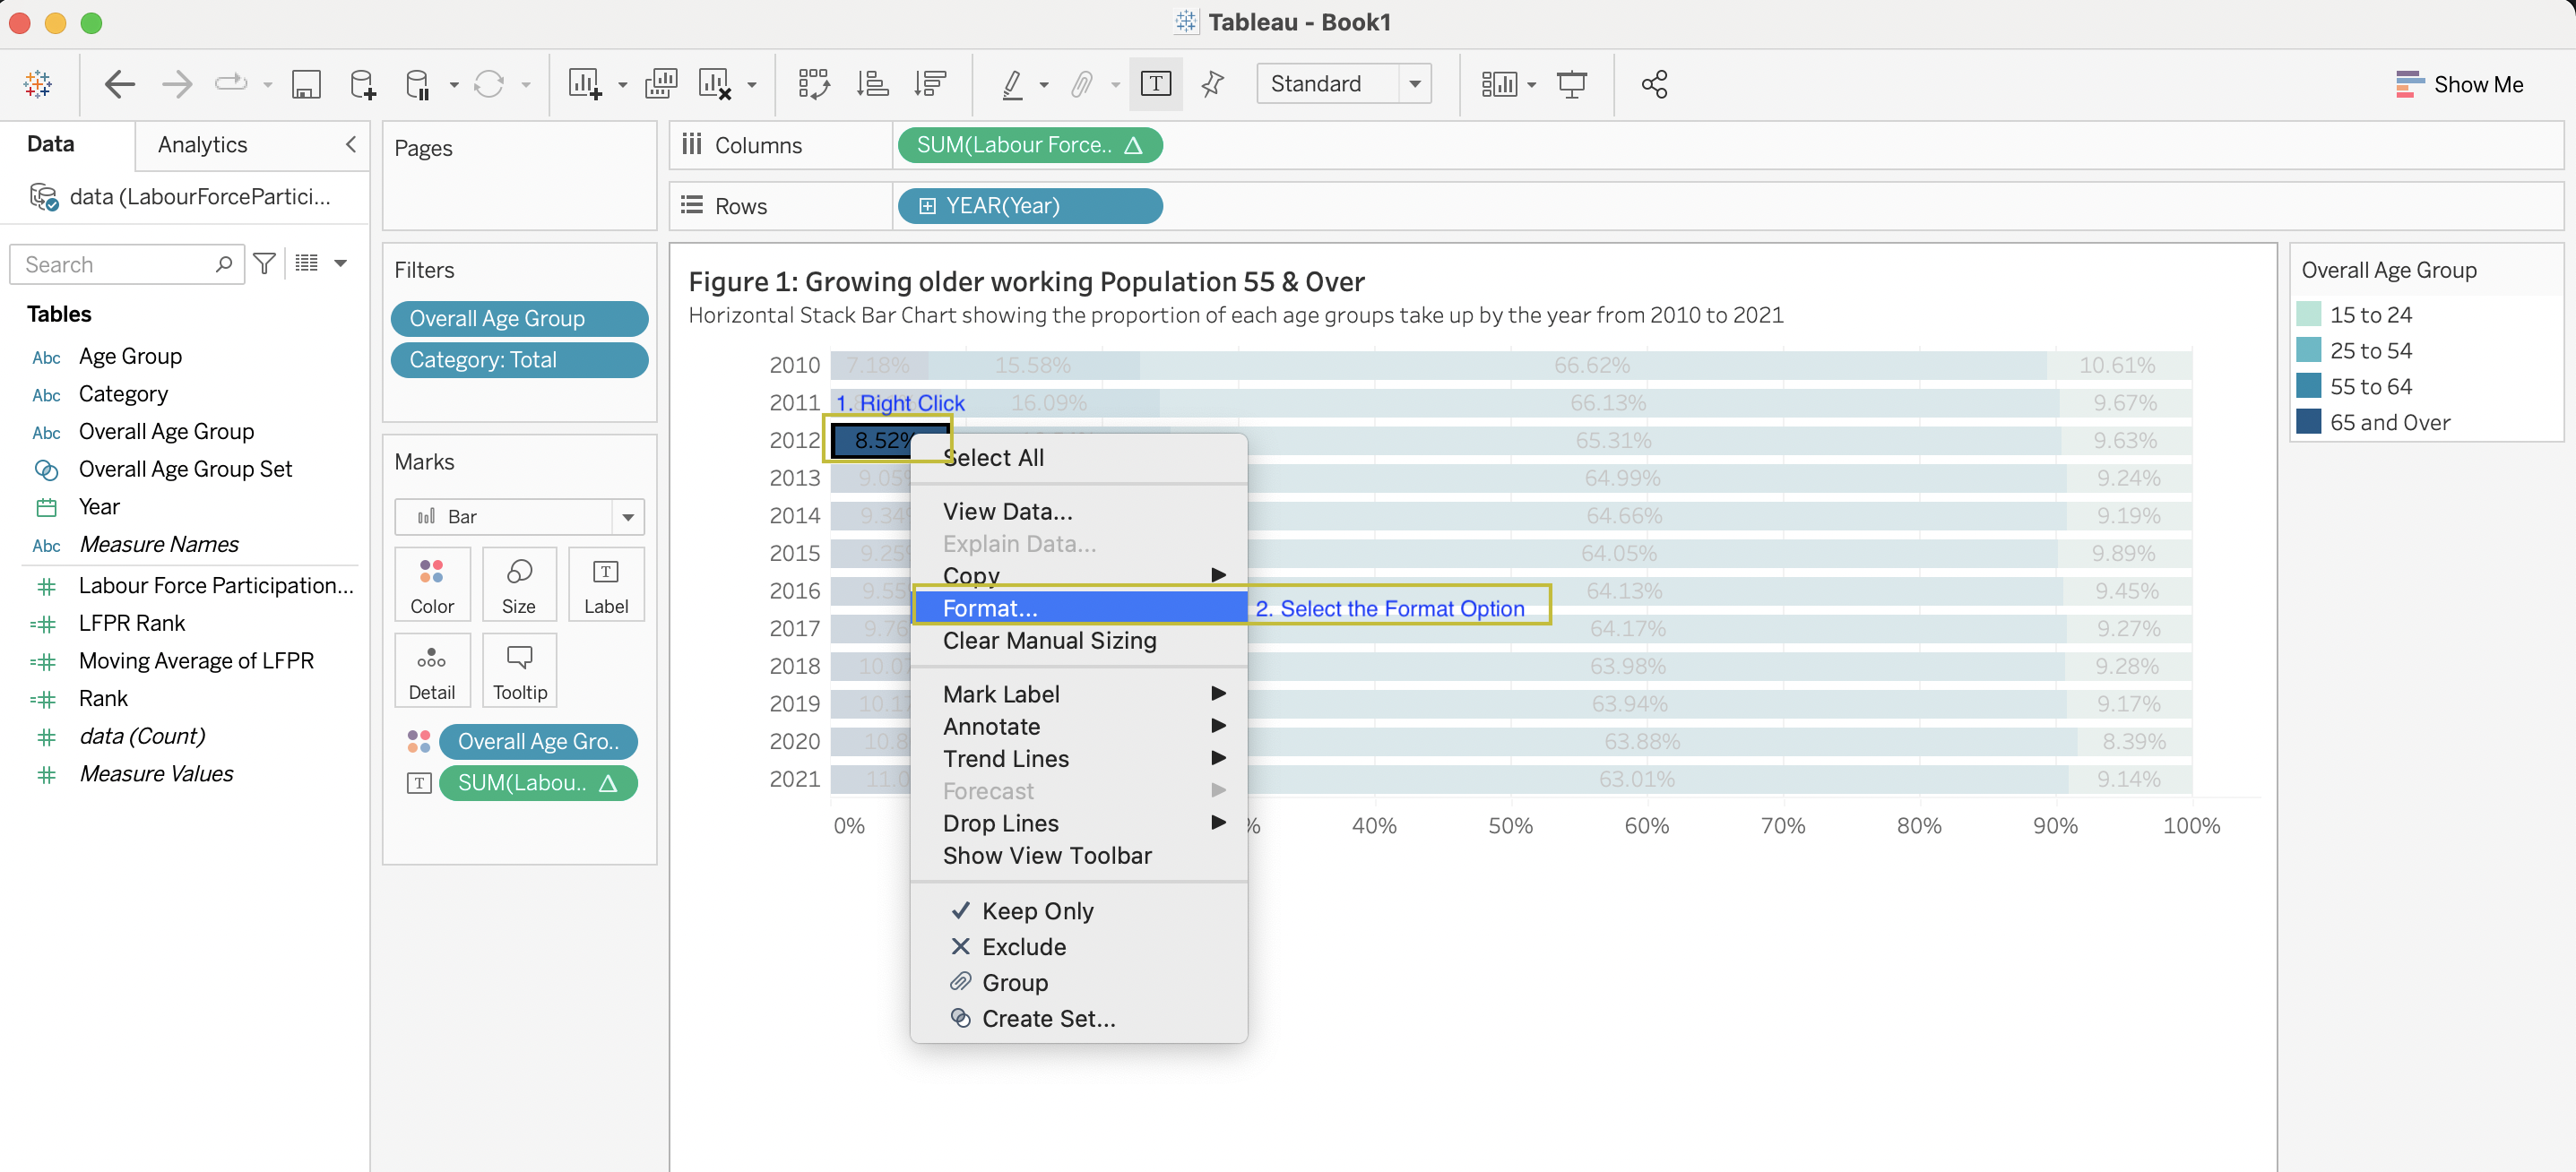 Tableau - Book1
Standard
Show Me
Data
Analytics
data (LabourForcePartici...
Search
Tables
Abc Age Group
Abc Category
Abc Overall Age Group
Overall Age Group Set
Year
Abc Measure Names
Labour Force Participation...
LFPR Rank
Moving Average of LFPR
Rank
data (Count)
Measure Values
Pages
Filters
Overall Age Group
Category: Total
Marks
Bar
Color
Size
T
Label
Detail
Tooltip
Overall Age Gro..
T SUM(Labou..
Columns
SUM(Labour Force..
Rows
YEAR(Year)
Figure 1: Growing older working Population 55 & Over
Horizontal Stack Bar Chart showing the proportion of each age groups take up by the year from 2010 to 2021
2010 7.18% 15.58% 66.62% 10.61%
2011 1. Right Click 16.09% 66.13% 9.67%
2012 8.52% 65.31% 9.63%
2013 9.05 64.99% 9.24%
2014 9.34 64.66% 9.19%
2015 9.25 64.05% 9.89%
2016 9.55 64.13% 9.45%
2017 9.76 64.17% 9.27%
2018 10.07 63.98% 9.28%
2019 10.17 63.94% 9.17%
2020 10.8 63.88% 8.39%
2021 11.0 63.01% 9.14%
0% % 40% 50% 60% 70% 80% 90% 100%
Select All
View Data...
Explain Data...
Copy
Format...
2. Select the Format Option
Clear Manual Sizing
Mark Label
Annotate
Trend Lines
Forecast
Drop Lines
Show View Toolbar
Keep Only
Exclude
Group
Create Set...
Overall Age Group
15 to 24
25 to 54
55 to 64
65 and Over